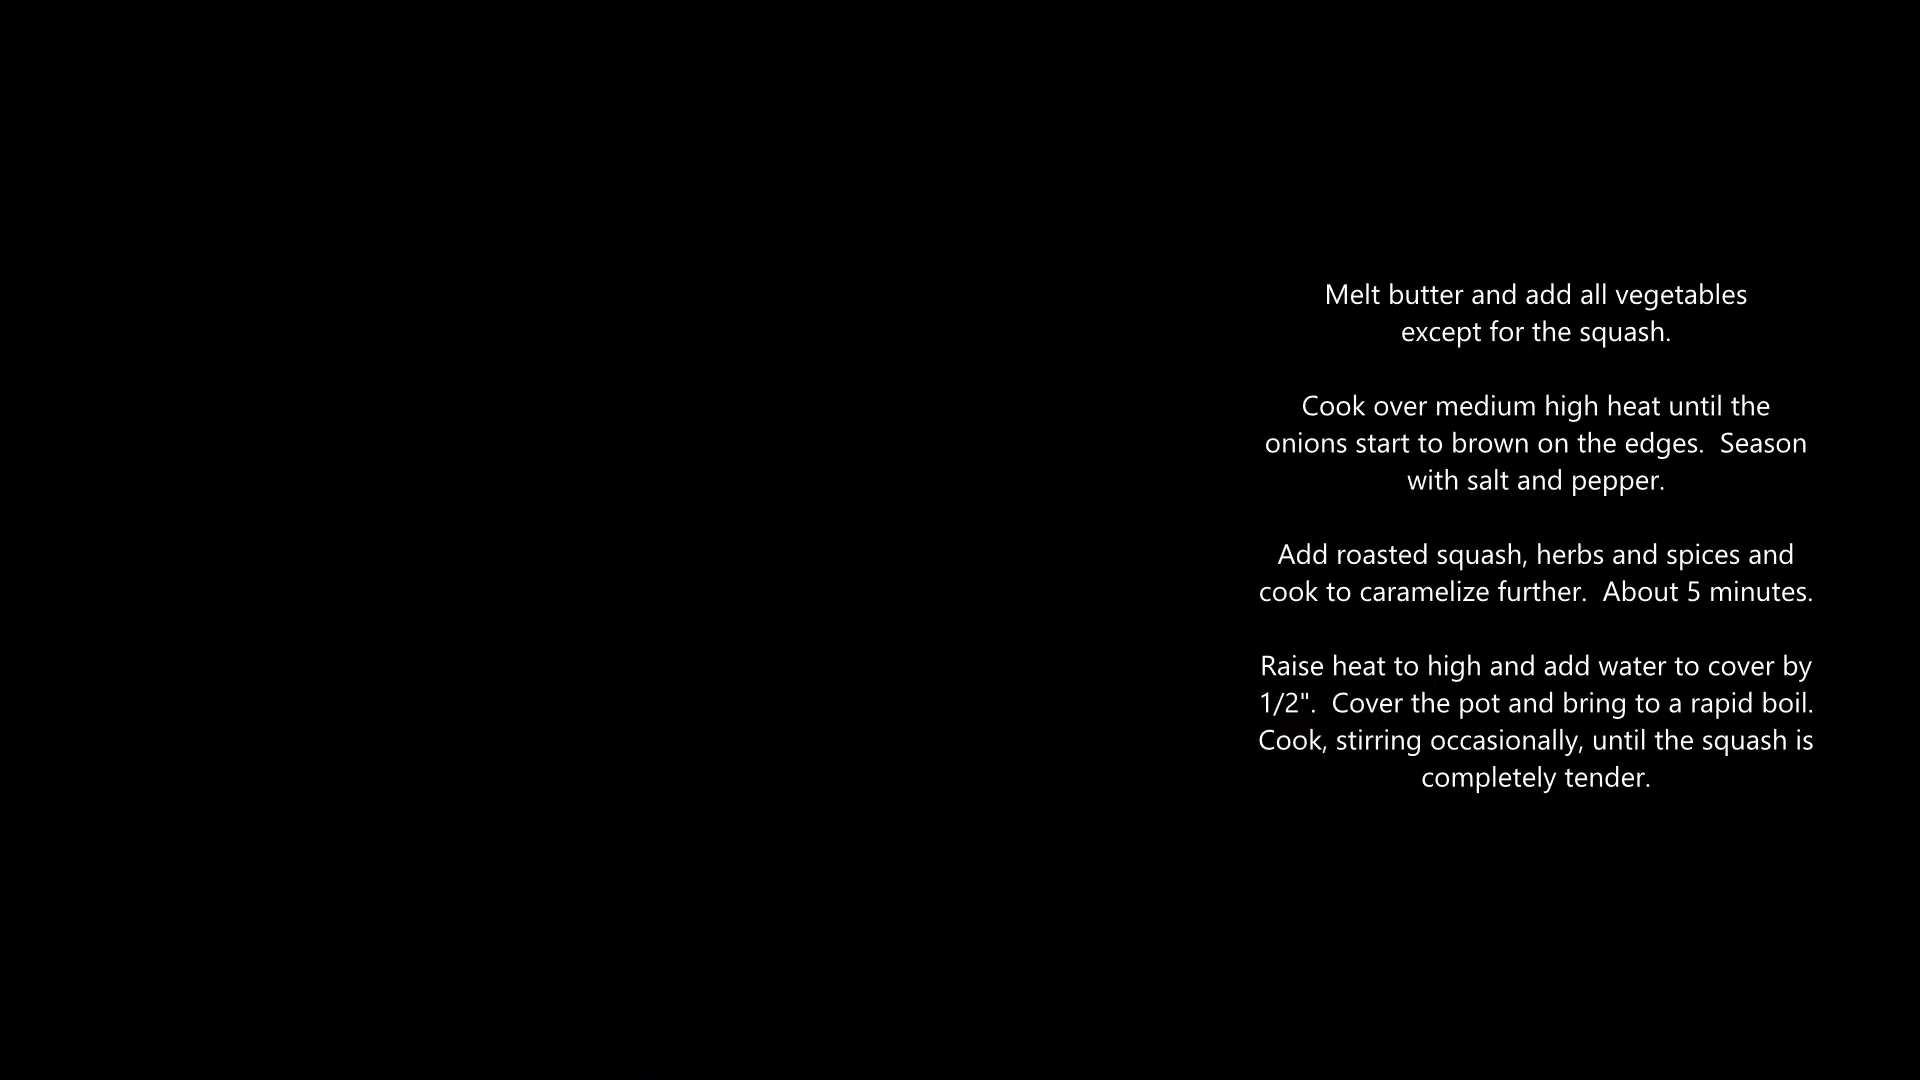 Melt butter and add all vegetables
except for the squash.
Cook over medium high heat until the
onions start to brown on the edges.  Season
with salt and pepper.
Add roasted squash, herbs and spices and
cook to caramelize further.  About 5 minutes.
Raise heat to high and add water to cover by
1/2".  Cover the pot and bring to a rapid boil.
Cook, stirring occasionally, until the squash is
completely tender.